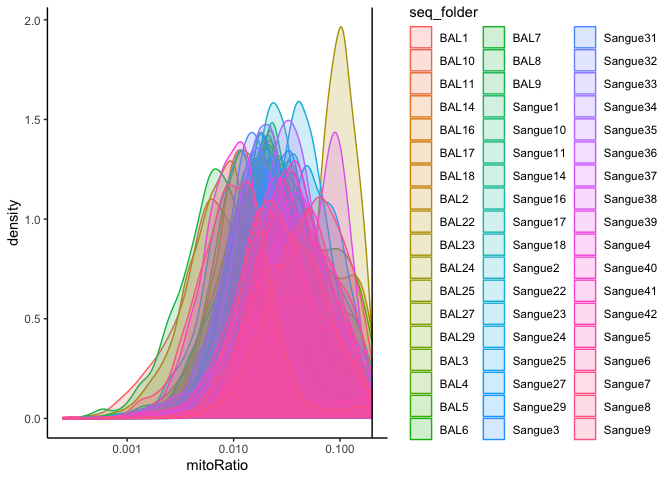 seq_folder
BAL1
BAL10
BAL11
BAL14
BAL16
BAL17
BAL18
BAL2
BAL22
BAL23
BAL24
BAL25
BAL27
BAL29
BAL3
BAL4
BAL5
BAL6
BAL7
BAL8
BAL9
Sangue1
Sangue10
Sangue11
Sangue14
Sangue16
Sangue17
Sangue18
Sangue2
Sangue22
Sangue23
Sangue24
Sangue25
Sangue27
Sangue29
Sangue3
Sangue31
Sangue32
Sangue33
Sangue34
Sangue35
Sangue36
Sangue37
Sangue38
Sangue39
Sangue4
Sangue40
Sangue41
Sangue42
Sangue5
Sangue6
Sangue7
Sangue8
Sangue9
density
2.0
1.5
1.0
0.5
0.0
0.001 0.010 0.100
mitoRatio